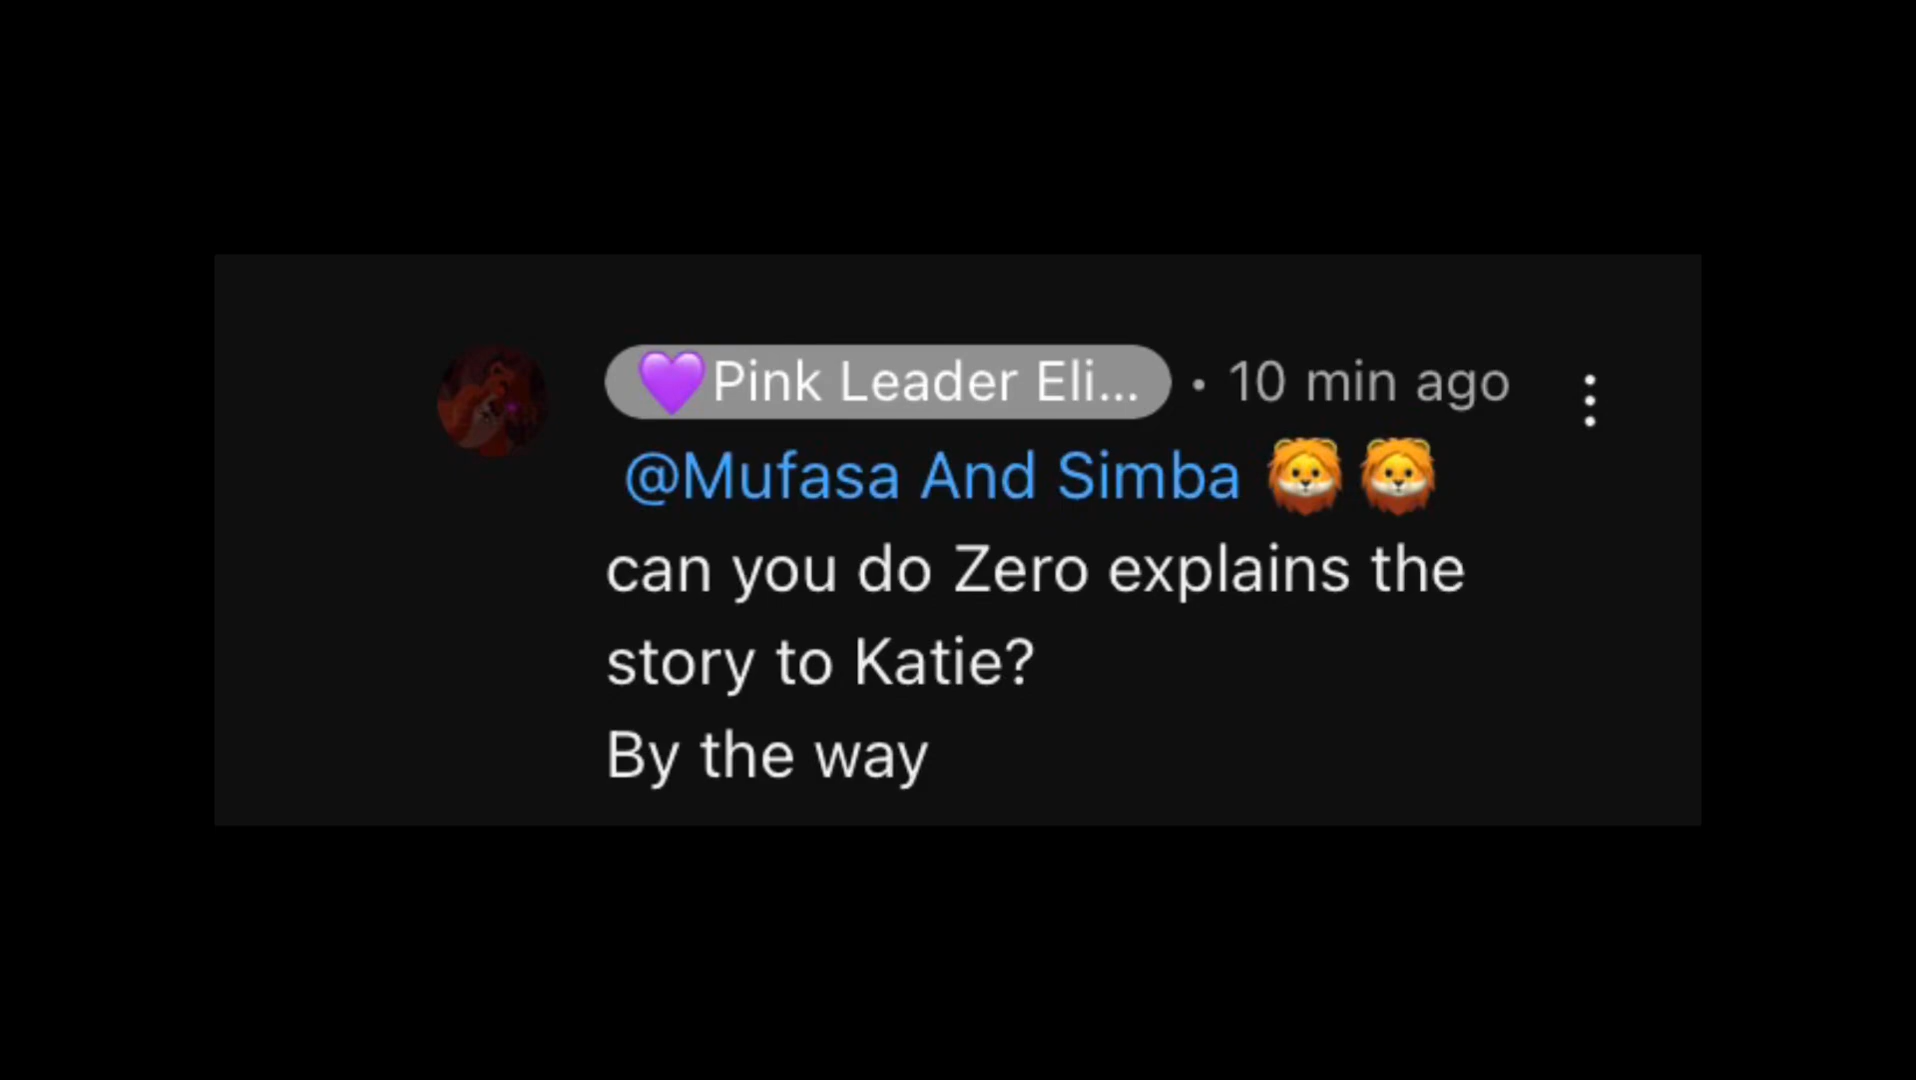 💜Pink Leader Eli... • 10 min ago
@Mufasa And Simba 🦁🦁
can you do Zero explains the
story to Katie?
By the way